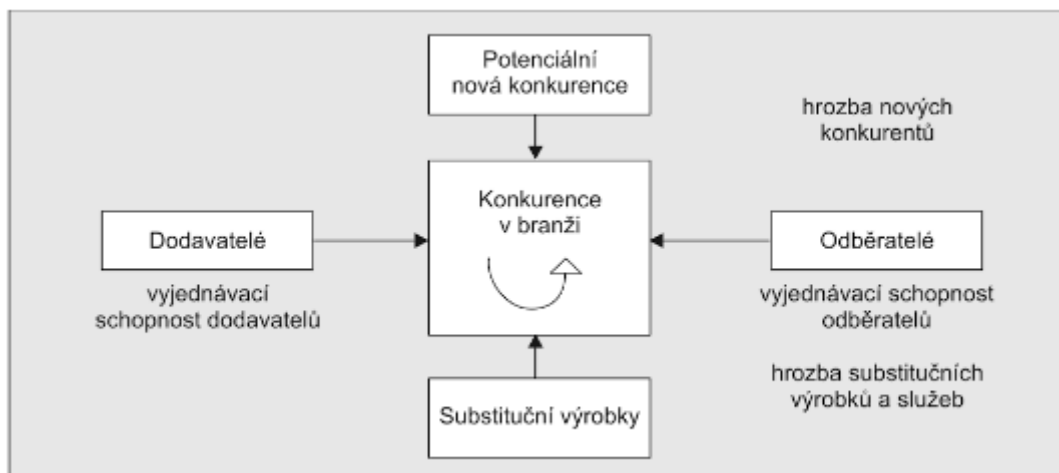 Potenciální
nová konkurence
hrozba nových
konkurentů
Konkurence
v branži
Dodavatelé
Odběratelé
vyjednávací
schopnost dodavatelů
vyjednávací schopnost
odběratelů
Substituční výrobky
hrozba substitučních
výrobků a služeb